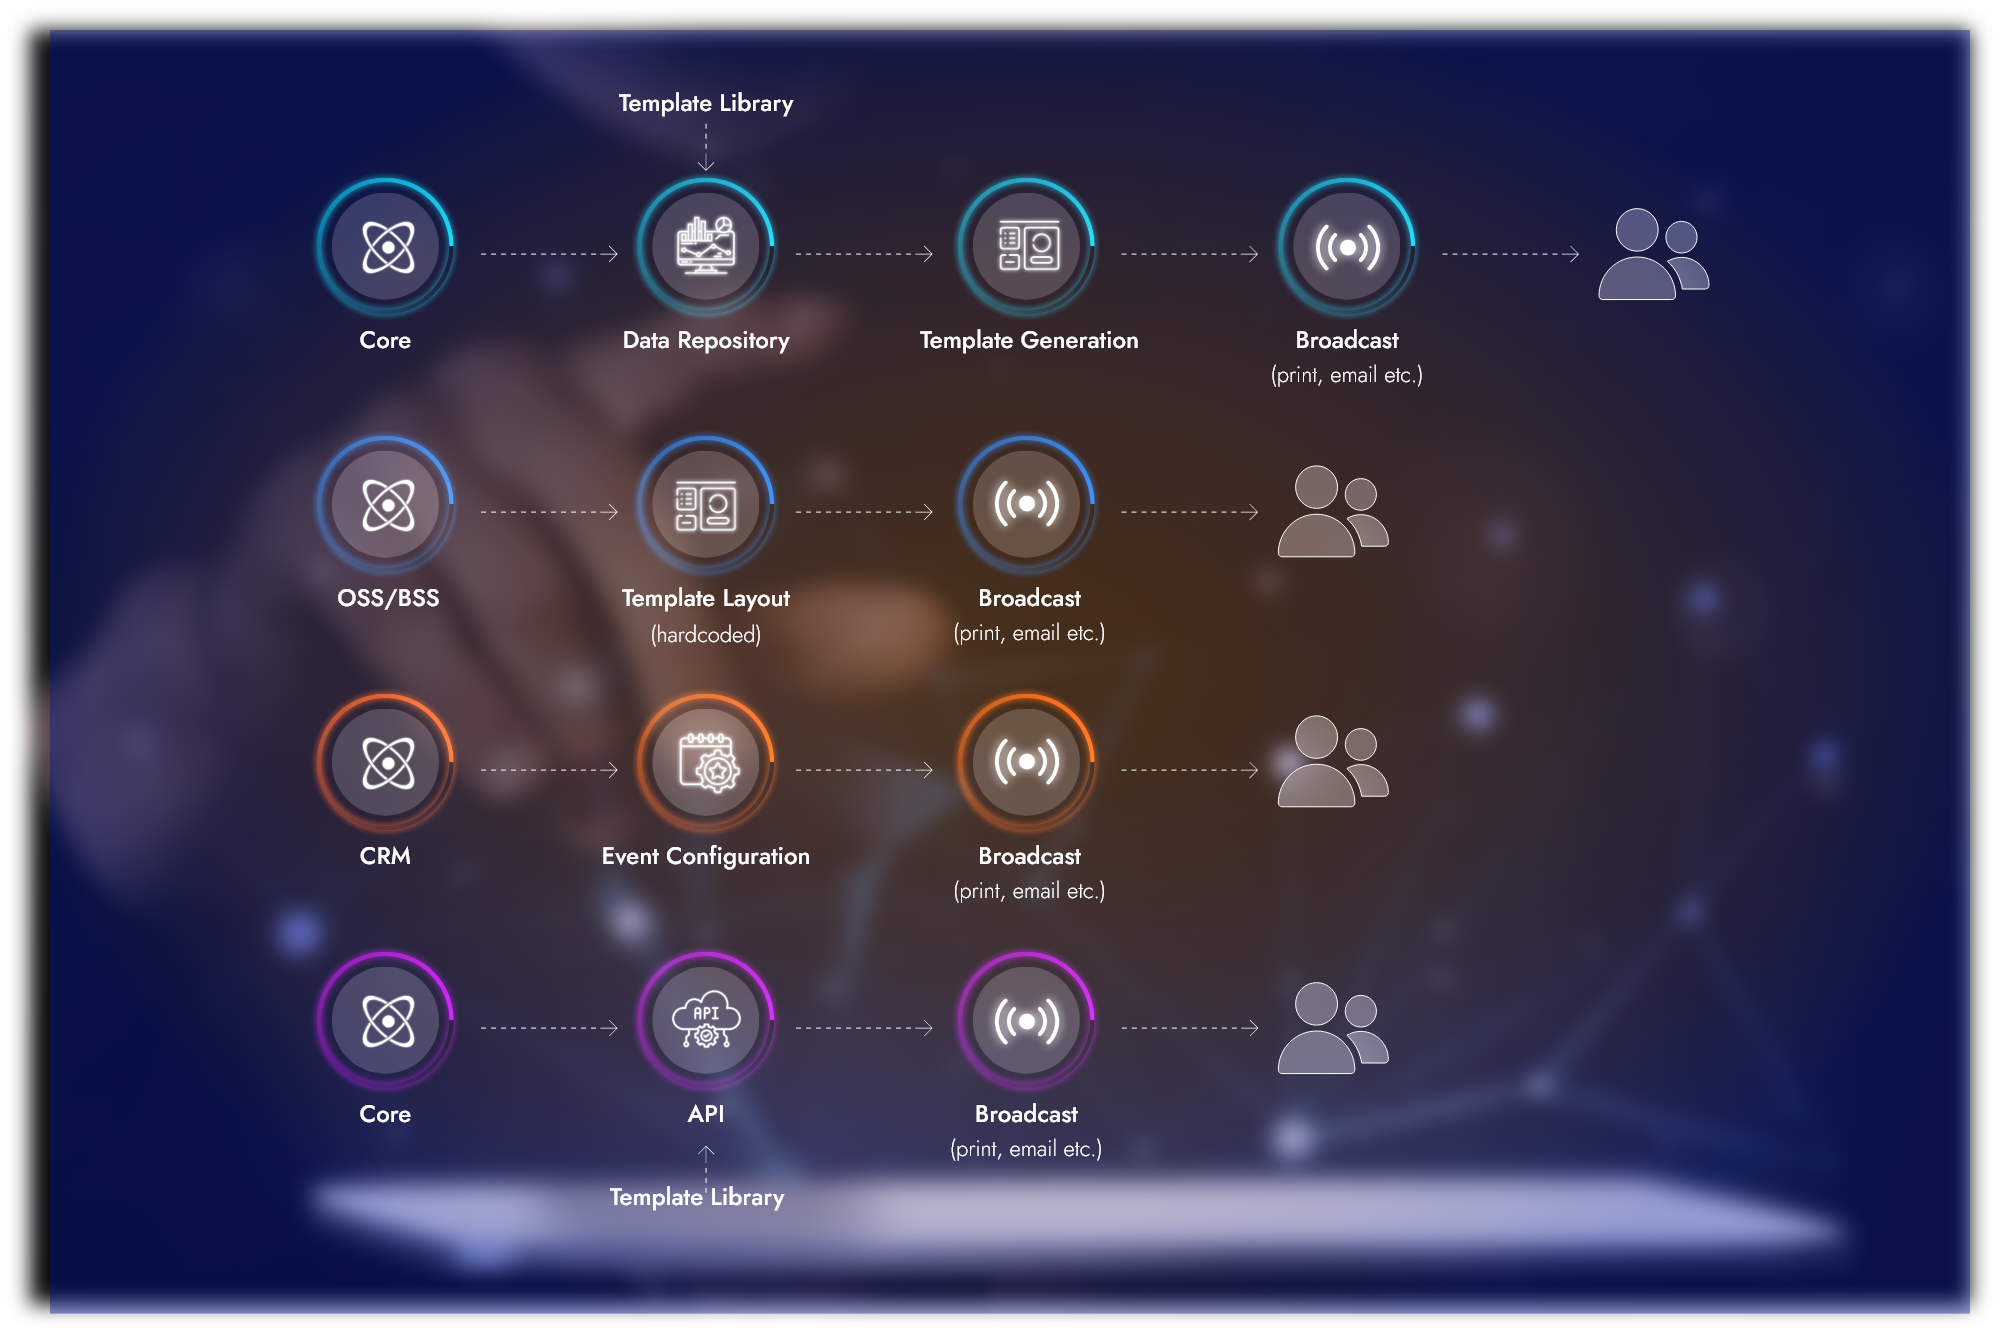 Template Library
Core
Data Repository
Template Generation
Broadcast
(print, email etc.)
OSS/BSS
Template Layout
(hardcoded)
Broadcast
(print, email etc.)
CRM
Event Configuration
Broadcast
(print, email etc.)
API
Core
API
Broadcast
(print, email etc.)
Template Library